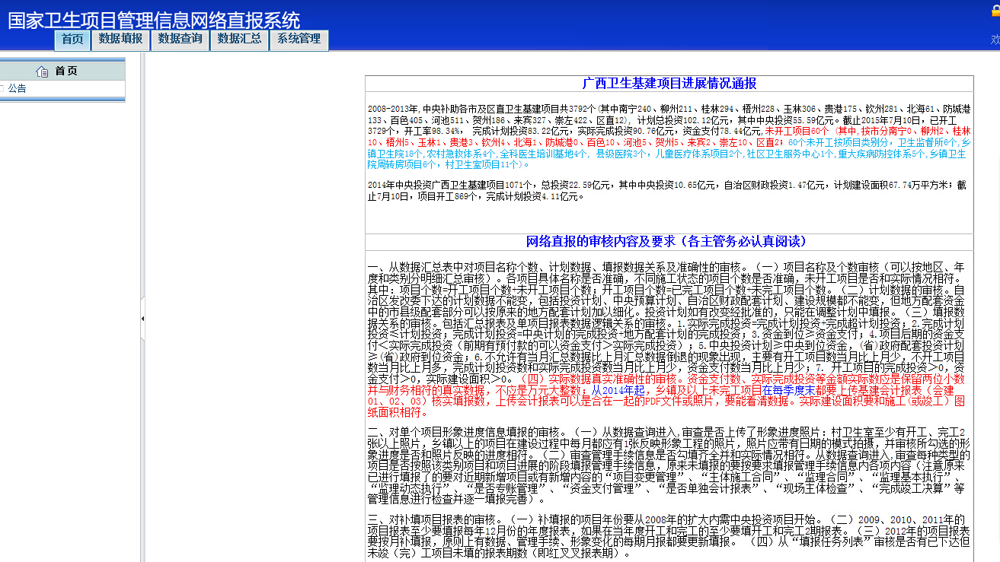 国家卫生项目管理信息网络直报系统
首页 数据填报 数据查询 数据汇总 系统管理
欢
首 页
公告
广西卫生基建项目进展情况通报
2008-2013年,中央补助各市及区直卫生基建项目共3792个(其中南宁240、柳州211、桂林294、梧州228、玉林306、贵港175、钦州281、北海61、防城港
133、百色405、河池511、贺州186、来宾327、崇左422、区直12), 计划总投资102.12亿元，其中中央投资55.59亿元。截止2015年7月10日，已开工
3729个，开工率98.34%， 完成计划投资83.22亿元，实际完成投资90.76亿元，资金支付78.44亿元,未开工项目60个 (其中,按市分南宁0、柳州2、桂林
10、梧州5、玉林1、贵港3、钦州4、北海1、防城港0、百色10、河池5、贺州5、来宾2、崇左10、区直2；60个未开工按项目类别分，卫生监督所6个,乡
镇卫生院18个,农村急救体系4个,全科医生培训基地4个, 县级医院3个，儿童医疗体系项目2个,社区卫生服务中心1个,重大疾病防控体系5个,乡镇卫生
院周转房项目6个，村卫生室项目11个)。
2014年中央投资广西卫生基建项目1071个，总投资22.59亿元，其中中央投资10.65亿元，自治区财政投资1.47亿元，计划建设面积67.74万平方米；截
止7月10日，项目开工869个，完成计划投资4.11亿元。
网络直报的审核内容及要求（各主管务必认真阅读）
一、从数据汇总表中对项目名称个数、计划数据、填报数据关系及准确性的审核。（一）项目名称及个数审核（可以按地区、年
度和类别分明细汇总审核）。各项目具体名称是否准确，不同施工状态的项目个数是否准确，未开工项目是否和实际情况相符。
其中：项目个数=开工项目个数+未开工项目个数；开工项目个数=已完工项目个数+未完工项目个数。（二）计划数据的审核。自
治区发改委下达的计划数据不能变，包括投资计划、中央预算计划、自治区财政配套计划、建设规模都不能变，但地方配套资金
中的市县级配套部分可以按原来的地方配套计划加以细化。投资计划如有改变经批准的，只能在调整计划中填报。（三）填报数
据关系的审核。包括汇总报表及单项目报表数据逻辑关系的审核。1.实际完成投资=完成计划投资+完成超计划投资；2.完成计划
投资≤计划投资；完成计划投资=中央计划的完成投资+地方配套计划的完成投资；3.资金到位≥资金支付；4.项目后期的资金支
付＜实际完成投资（前期有预付款的可以资金支付＞实际完成投资）；5.中央投资计划≥中央到位资金，(省)政府配套投资计划
≥(省)政府到位资金；6.不允许有当月汇总数据比上月汇总数据倒退的现象出现，主要有开工项目数当月比上月少，不开工项目
数当月比上月多，完成计划投资数和实际完成投资数当月比上月少，资金支付数当月比上月少；7. 开工项目的完成投资＞0，资
金支付＞0，实际建设面积＞0。（四）实际数据真实准确性的审核。资金支付数、实际完成投资等金额实际数应是保留两位小数
并与财务相符的真实数据，不应是万元大整数；从2014年起，乡镇及以上未完工项目在每季度末都要上传基建会计报表（会建
01、02、03）核实填报数，上传会计报表可以是合在一起的PDF文件或照片，要能看清数据。实际建设面积要和施工（或竣工）图
纸面积相符。
二、对单个项目形象进度信息填报的审核。（一）从数据查询进入,审查是否上传了形象进度照片：村卫生室至少有开工、完工2
张以上照片，乡镇以上的项目在建设过程中每月都应有1张反映形象工程的照片，照片应带有日期的模式拍摄，并审核所勾选的形
象进度是否和照片反映的进度相符。（二）审查管理手续信息是否勾填齐全并和实际情况相符。从数据查询进入,审查每种类型的
项目是否按照该类别项目和项目进展的阶段填报管理手续信息，原来未填报的要按要求填报管理手续信息内各项内容（注意原来
已进行填报了的要对近期新增项目或有新增内容的“项目变更管理”、“主体施工合同”、“监理合同”、“监理基本执行”、
“监理动态执行”、“是否专账管理”、“资金支付管理”、“是否单独会计报表”、“现场主体检查”、“完成竣工决算”等
管理信息进行检查并逐一填报完善）。
三、对补填项目报表的审核。（一）补填报的项目年份要从2008年的扩大内需中央投资项目开始。（二）2009、2010、2011年的
项目报表至少要填报每年12月份的年度报表，如果在当年度开工和完工的至少要填开工和完工2期报表。（三）2012年的项目报表
要按月补填报，原则上有数据、管理手续、形象变化的每期月报都要更新填报。 （四）从“填报任务列表”审核是否有已下达但
未竣（完）工项目未填的报表期数（即红叉叉报表期）。